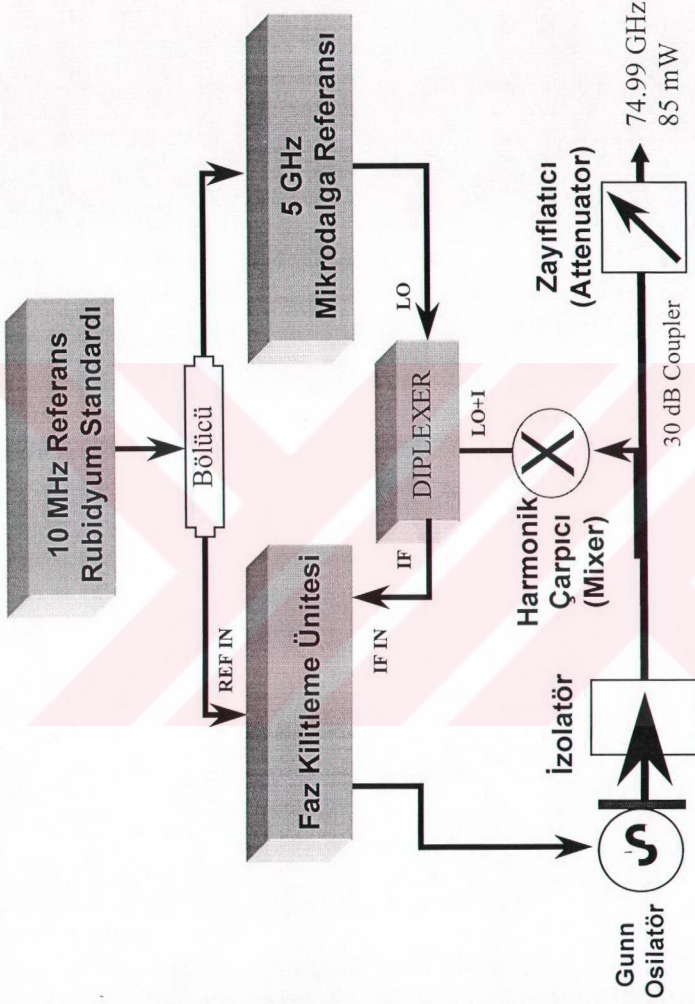 10 MHz Referans
Rubidyum Standardı
Bölücü
REF IN
Faz Kilitleme Ünitesi
5 GHz
Mikrodalga Referansı
IF IN
IF
DIPLEXER
LO
LO+I
Harmonik
Çarpıcı
(Mixer)
Gunn
Osilatör
İzolatör
30 dB Coupler
Zayıflatıcı
(Attenuator)
74.99 GHz
85 mW